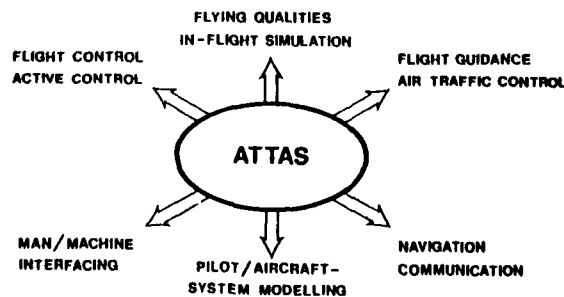 FLYING QUALITIES
IN-FLIGHT SIMULATION
FLIGHT CONTROL
ACTIVE CONTROL
FLIGHT GUIDANCE
AIR TRAFFIC CONTROL
ATTAS
MAN/MACHINE
INTERFACING
PILOT/AIRCRAFT-
SYSTEM MODELLING
NAVIGATION
COMMUNICATION